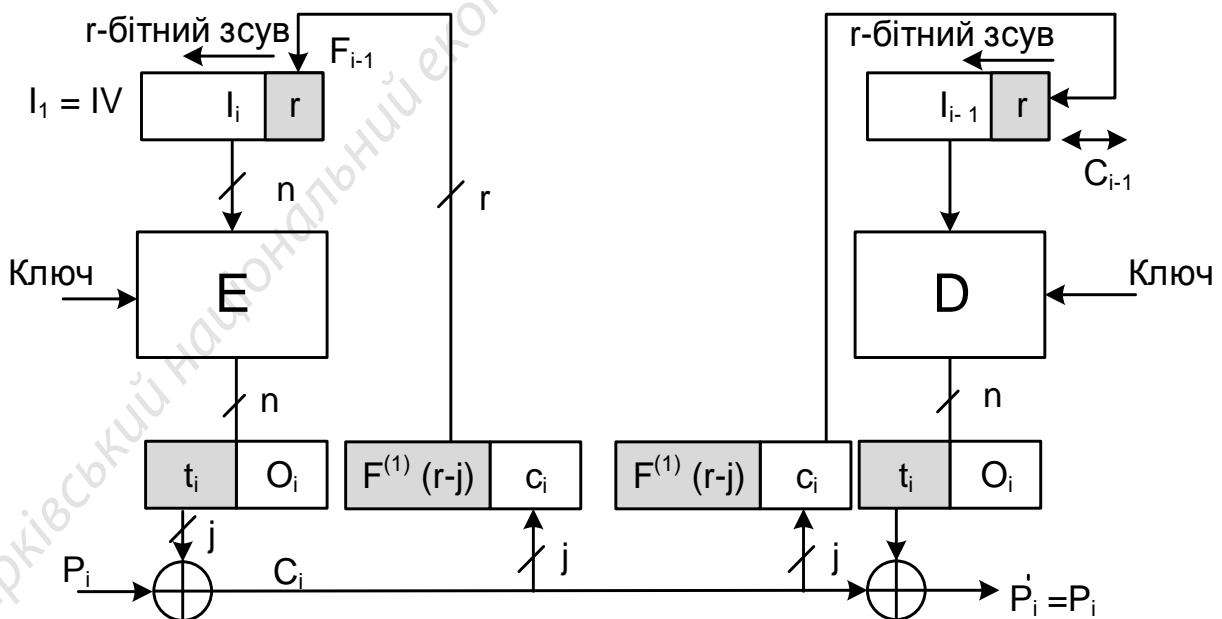 r-бітний зсув
F_{i-1}
I_1 = IV
I_i
r
n
r
Ключ
E
n
t_i
O_i
F^{(1)} (r-j)
c_i
j
j
P_i
C_i
r-бітний зсув
I_{i-1}
r
C_{i-1}
D
Ключ
n
F^{(1)} (r-j)
c_i
t_i
O_i
j
P'_i =P_i
національний